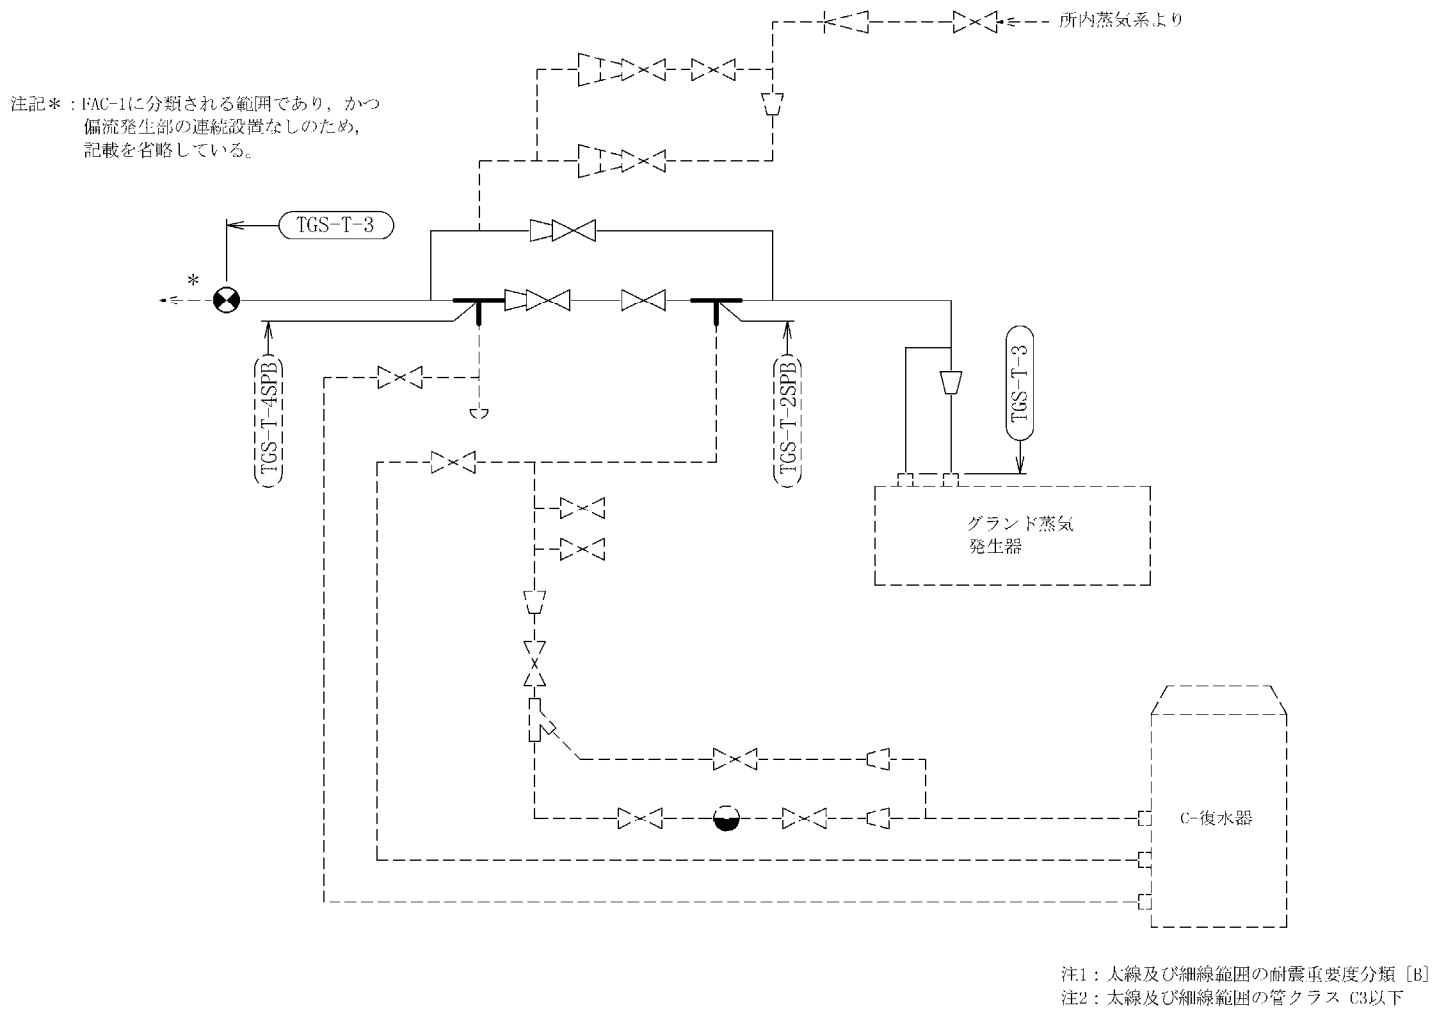 所内蒸気系より
注記＊：FAC-1に分類される範囲であり，かつ
偏流発生部の連続設置なしのため，
記載を省略している。
TGS-T-3
＊
TGS-T-4SPB
TGS-T-2SPB
TGS-T-3
グランド蒸気
発生器
C-復水器
注1：太線及び細線範囲の耐震重要度分類［B］
注2：太線及び細線範囲の管クラス C3以下